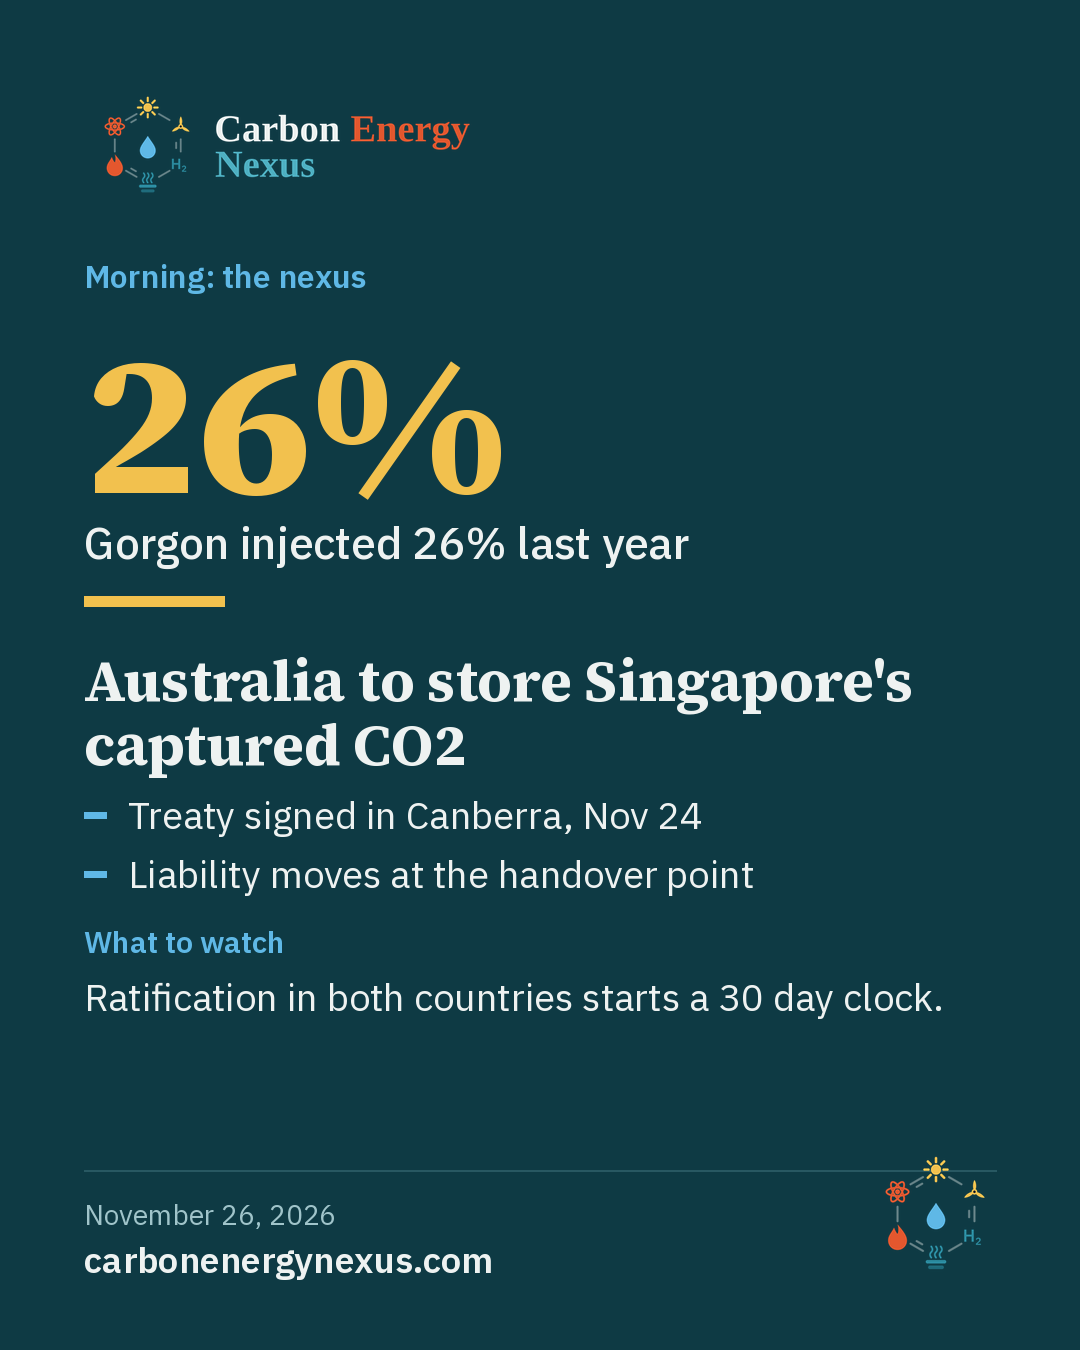 Carbon Energy
Nexus
H₂
Morning: the nexus
26%
Gorgon injected 26% last year
Australia to store Singapore's
captured CO2
Treaty signed in Canberra, Nov 24
Liability moves at the handover point
What to watch
Ratification in both countries starts a 30 day clock.
November 26, 2026
carbonenergynexus.com
H₂